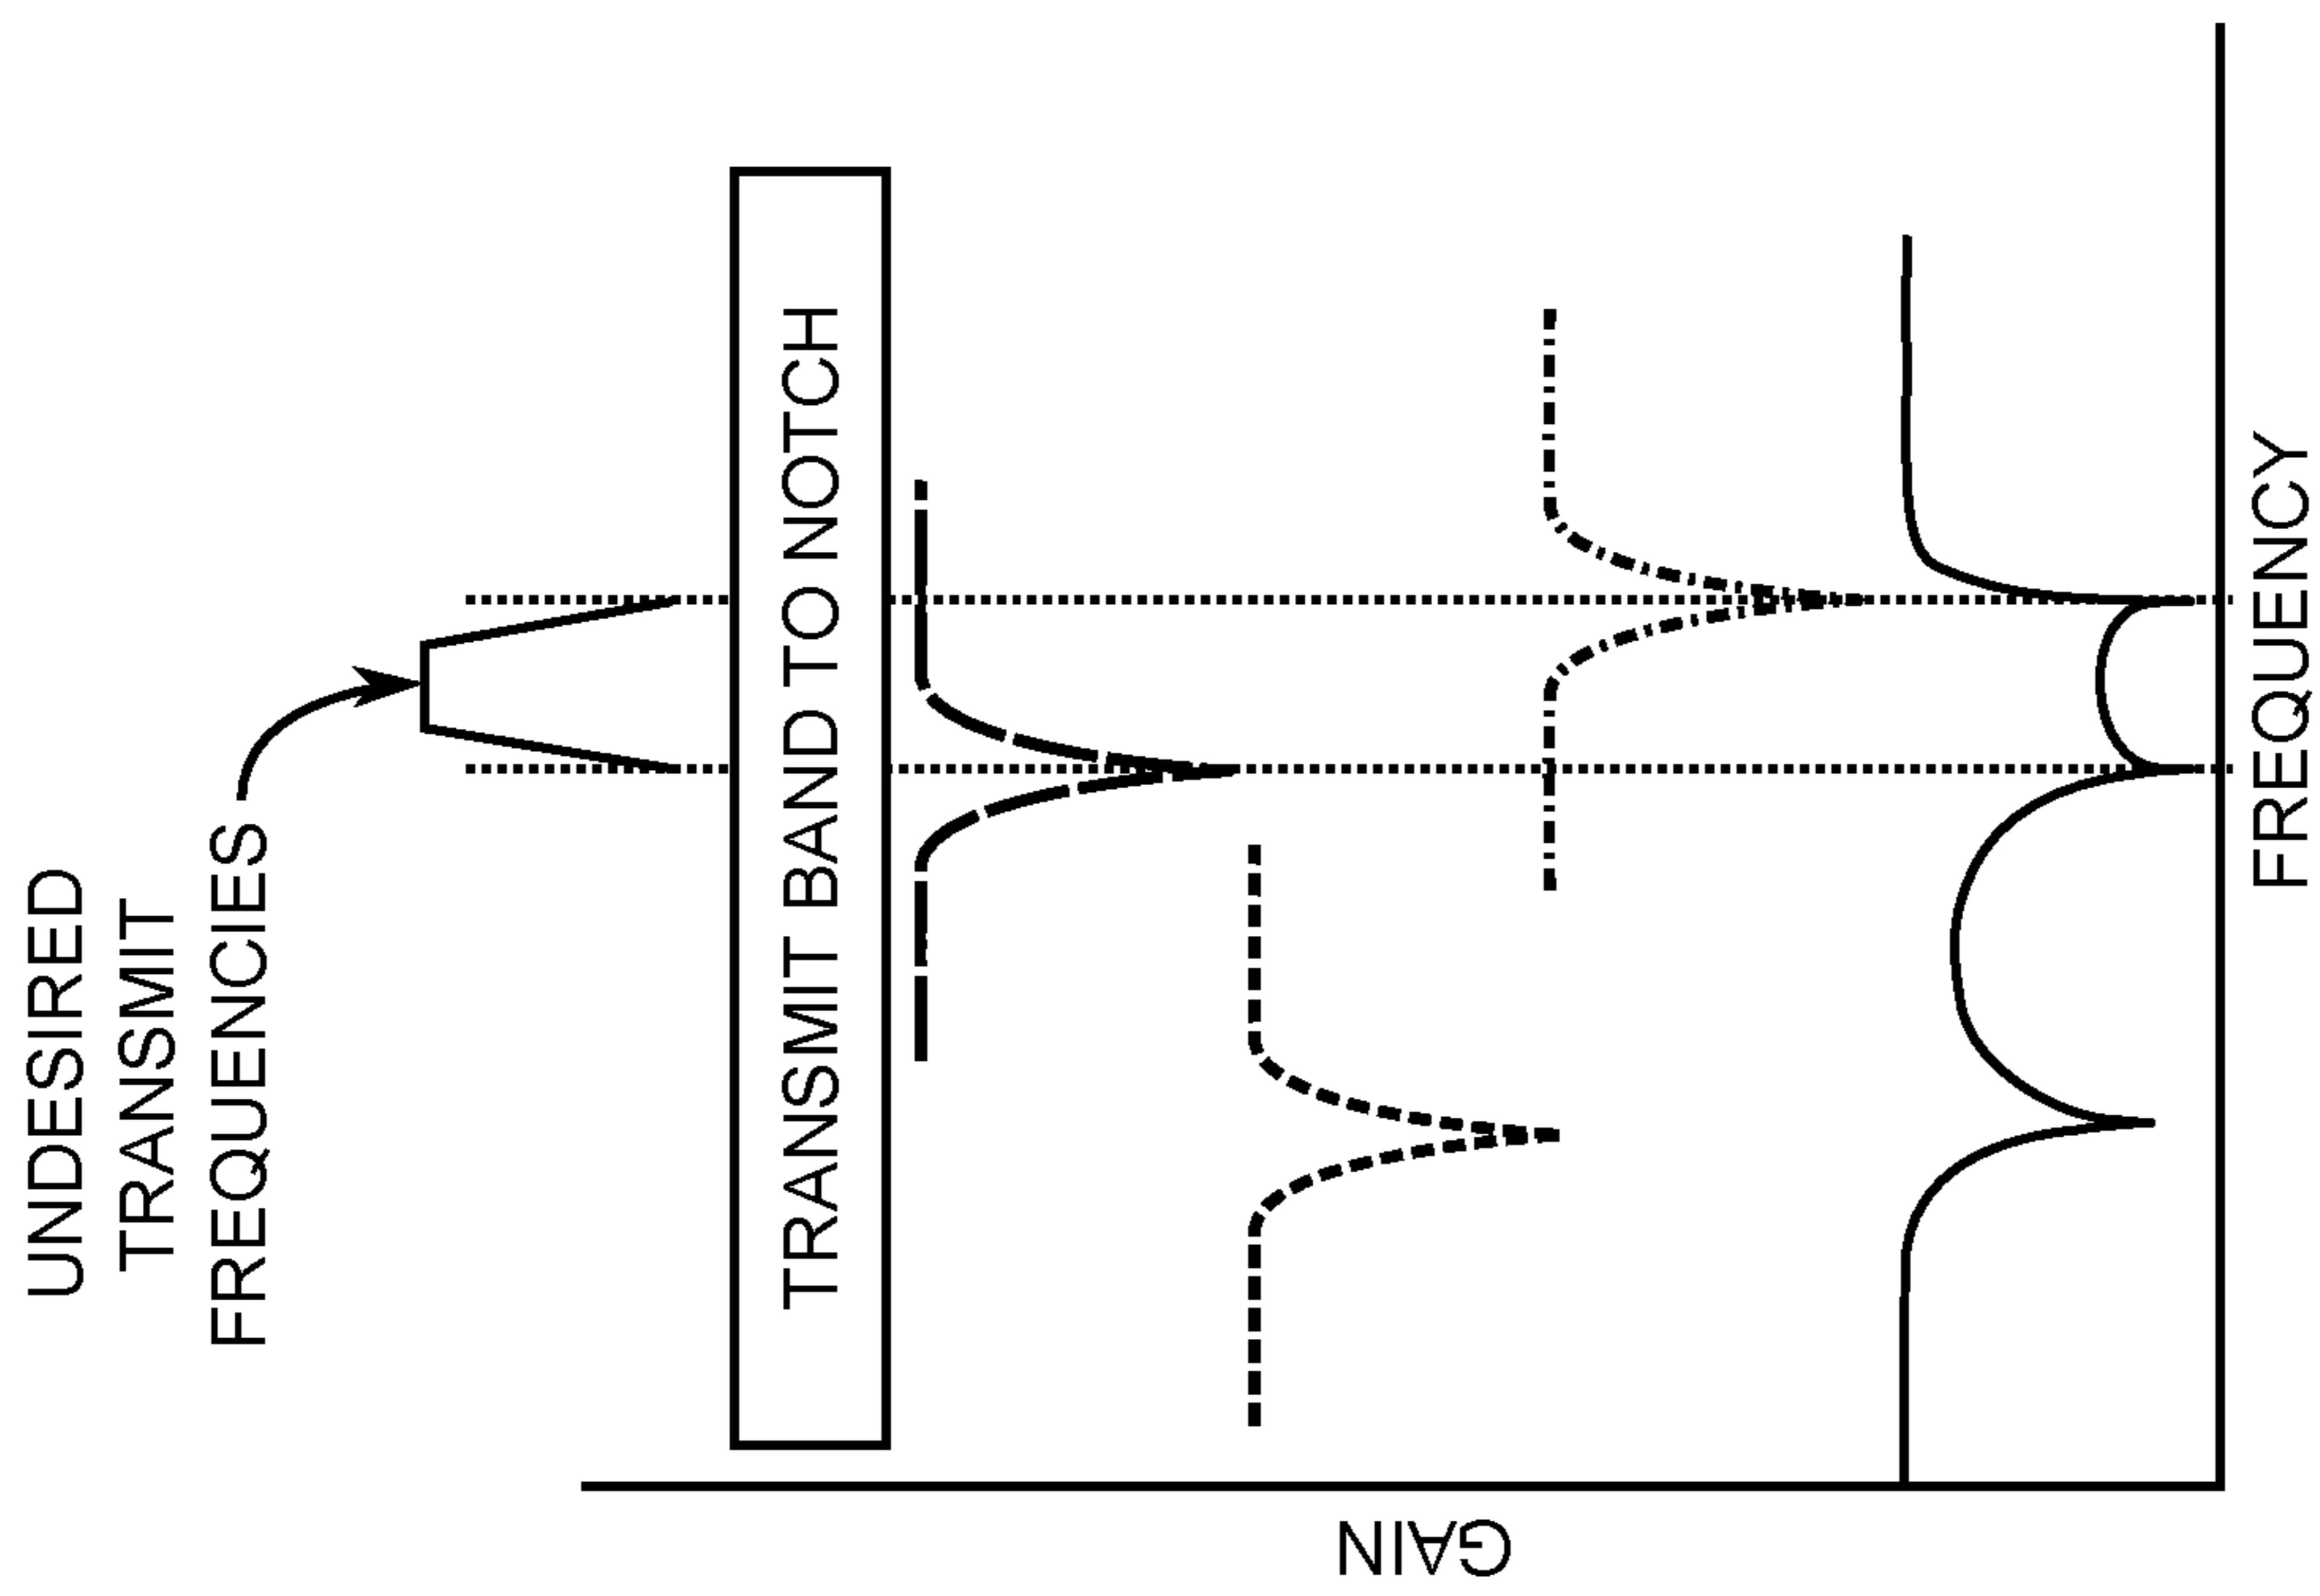 UNDESIRED
TRANSMIT
FREQUENCIES
TRANSMIT BAND TO NOTCH
GAIN
FREQUENCY